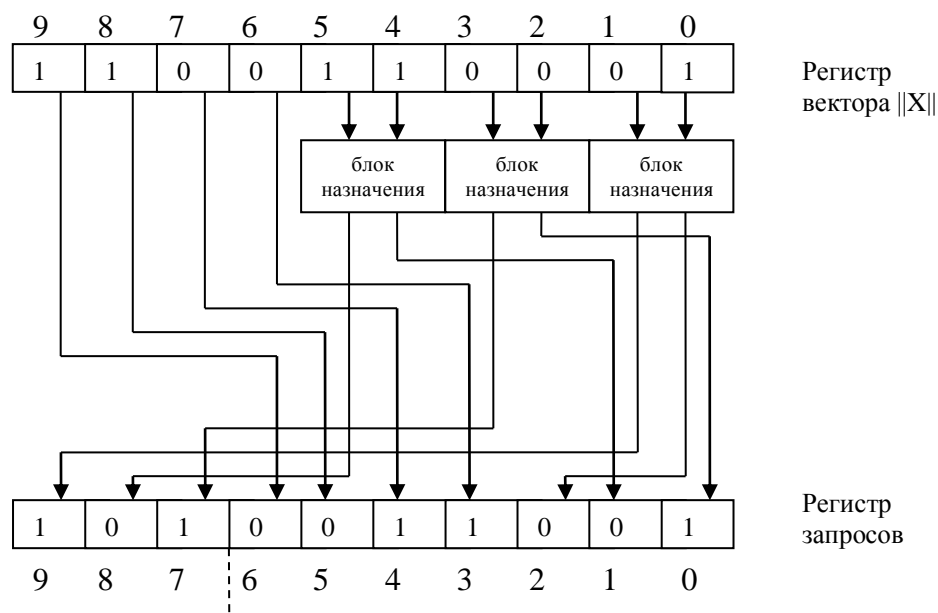 9 8 7 6 5 4 3 2 1 0
1 1 0 0 1 1 0 0 0 1
Регистр
вектора ||X||
блок
назначения
блок
назначения
блок
назначения
1 0 1 0 0 1 1 0 0 1
Регистр
запросов
9 8 7 6 5 4 3 2 1 0